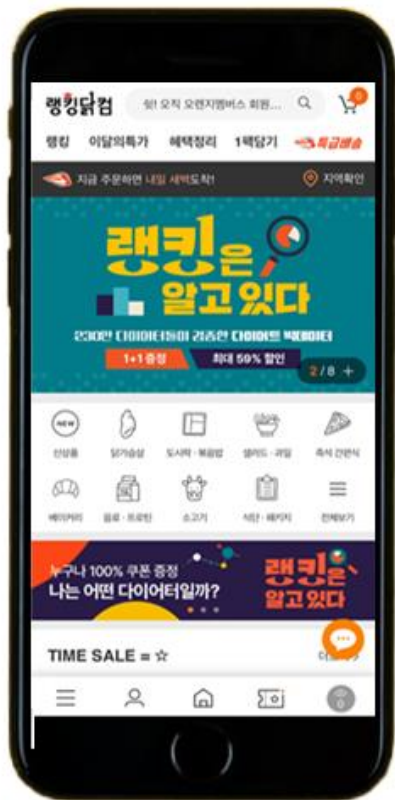 랭킹닭컴
쉿! 오직 오렌지멤버스 회원...
0
랭킹 이달의특가 혜택정리 1팩담기 특급배송
지금 주문하면 내일 새벽도착!
지역확인
랭킹은
알고있다
230만 다이어터들이 검증한 다이어트 빅데이터
1+1 증정 최대 59% 할인
2/8 +
NEW
신상품 닭가슴살 도시락·볶음밥 샐러드·과일 즉석 간편식
베이커리 음료·프로틴 소고기 식단·패키지 전체보기
누구나 100% 쿠폰 증정
나는 어떤 다이어터일까?
랭킹은
알고있다
TIME SALE = ☆
0